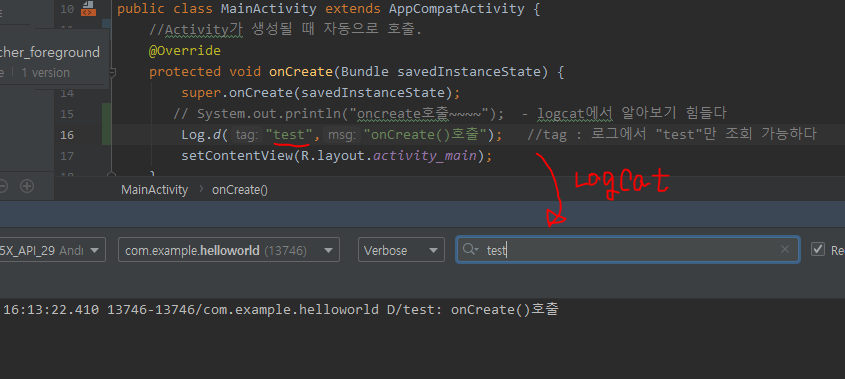 10 public class MainActivity extends AppCompatActivity {
//Activity가 생성될 때 자동으로 호출.
@Override
cher_foreground
protected void onCreate(Bundle savedInstanceState) {
1 version
14 super.onCreate(savedInstanceState);
15 // System.out.println("oncreate호출~~~~"); - logcat에서 알아보기 힘들다
16 Log.d( tag: "test", msg: "onCreate()호출"); //tag : 로그에서 "test"만 조회 가능하다
17 setContentView(R.layout.activity_main);
}
MainActivity › onCreate()
LogCat
5X_API_29 Andr com.example.helloworld (13746) Verbose test Re
16:13:22.410 13746-13746/com.example.helloworld D/test: onCreate()호출